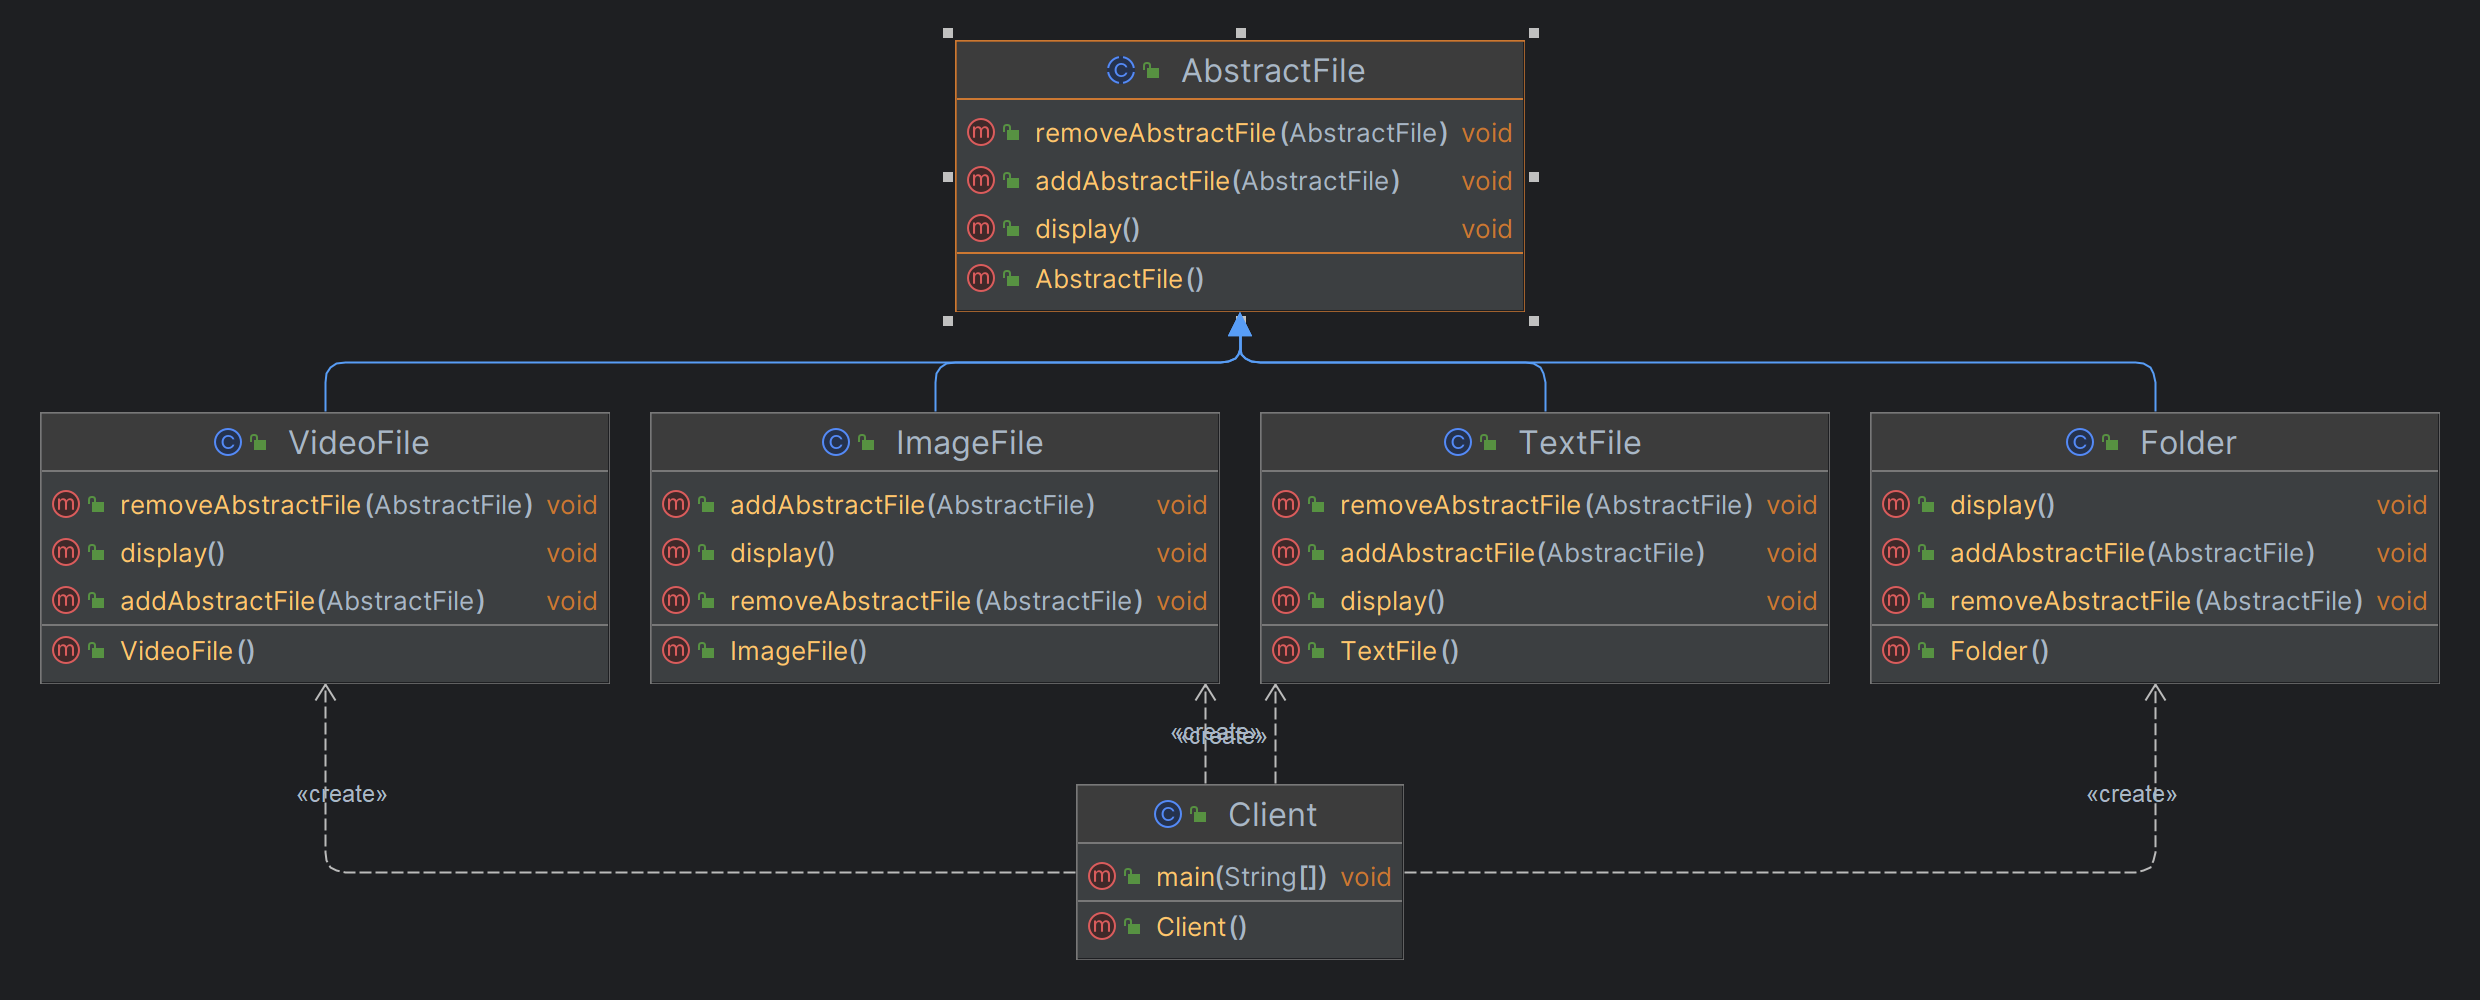 AbstractFile
removeAbstractFile(AbstractFile) void
addAbstractFile(AbstractFile) void
display() void
AbstractFile()
VideoFile
removeAbstractFile(AbstractFile) void
display() void
addAbstractFile(AbstractFile) void
VideoFile()
ImageFile
addAbstractFile(AbstractFile) void
display() void
removeAbstractFile(AbstractFile) void
ImageFile()
TextFile
removeAbstractFile(AbstractFile) void
addAbstractFile(AbstractFile) void
display() void
TextFile()
Folder
display() void
addAbstractFile(AbstractFile) void
removeAbstractFile(AbstractFile) void
Folder()
«create»
«create»
«create»
«create»
Client
main(String[]) void
Client()